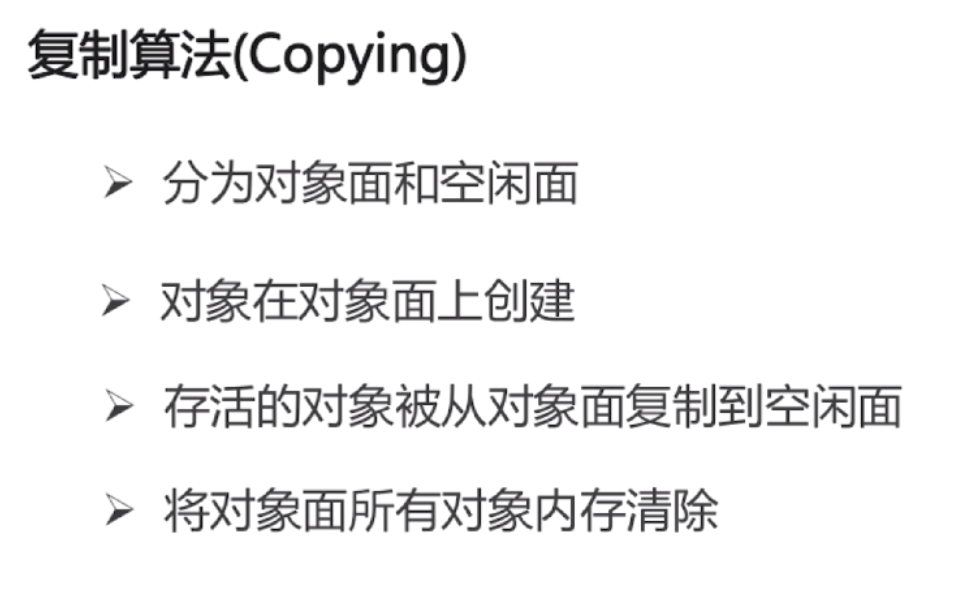 复制算法(Copying)
分为对象面和空闲面
对象在对象面上创建
存活的对象被从对象面复制到空闲面
将对象面所有对象内存清除